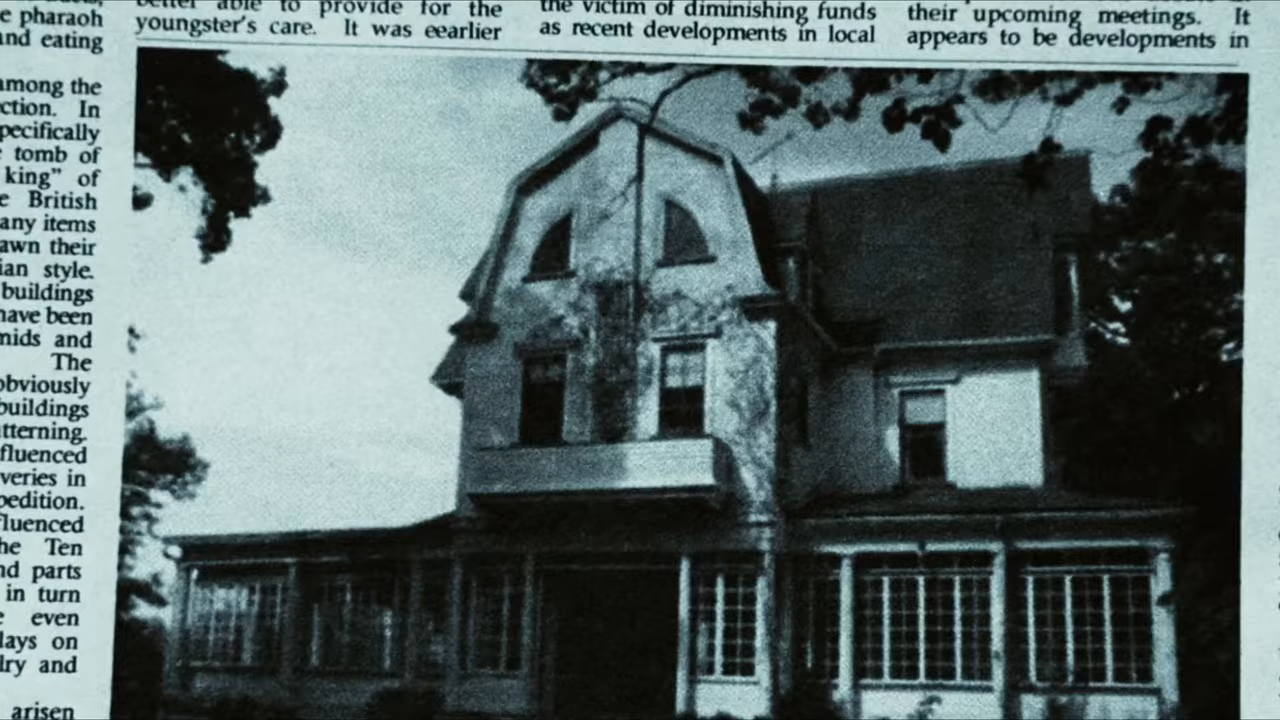 pharaoh
and eating
among the
ction. In
pecifically
tomb of
king” of
British
any items
awn their
ian style.
buildings
have been
mids and
The
obviously
buildings
tterning.
fluenced
veries in
pedition.
fluenced
he Ten
nd parts
in turn
even
lays on
lry and
arisen
better able to provide for the
youngster's care. It was eearlier
the victim of diminishing funds
as recent developments in local
their upcoming meetings. It
appears to be developments in